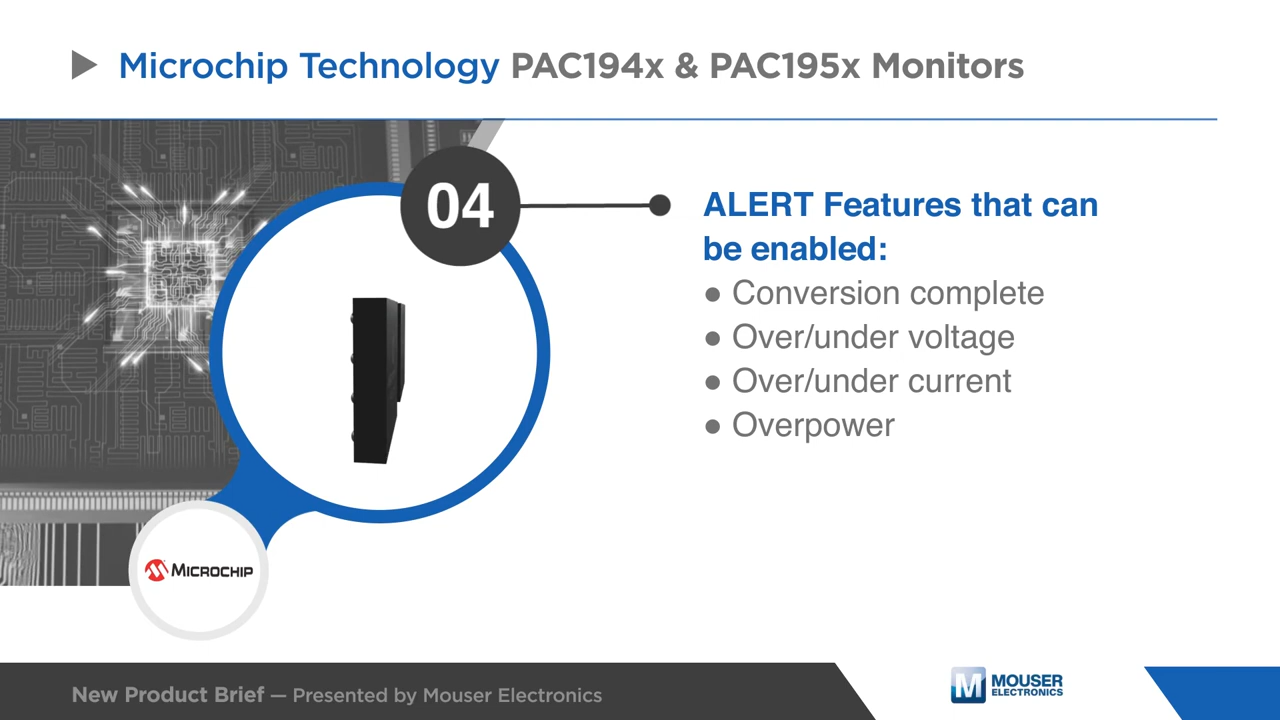 Microchip Technology PAC194x & PAC195x Monitors
04
ALERT Features that can
be enabled:
● Conversion complete
● Over/under voltage
● Over/under current
● Overpower
MICROCHIP
New Product Brief — Presented by Mouser Electronics
M MOUSER
ELECTRONICS